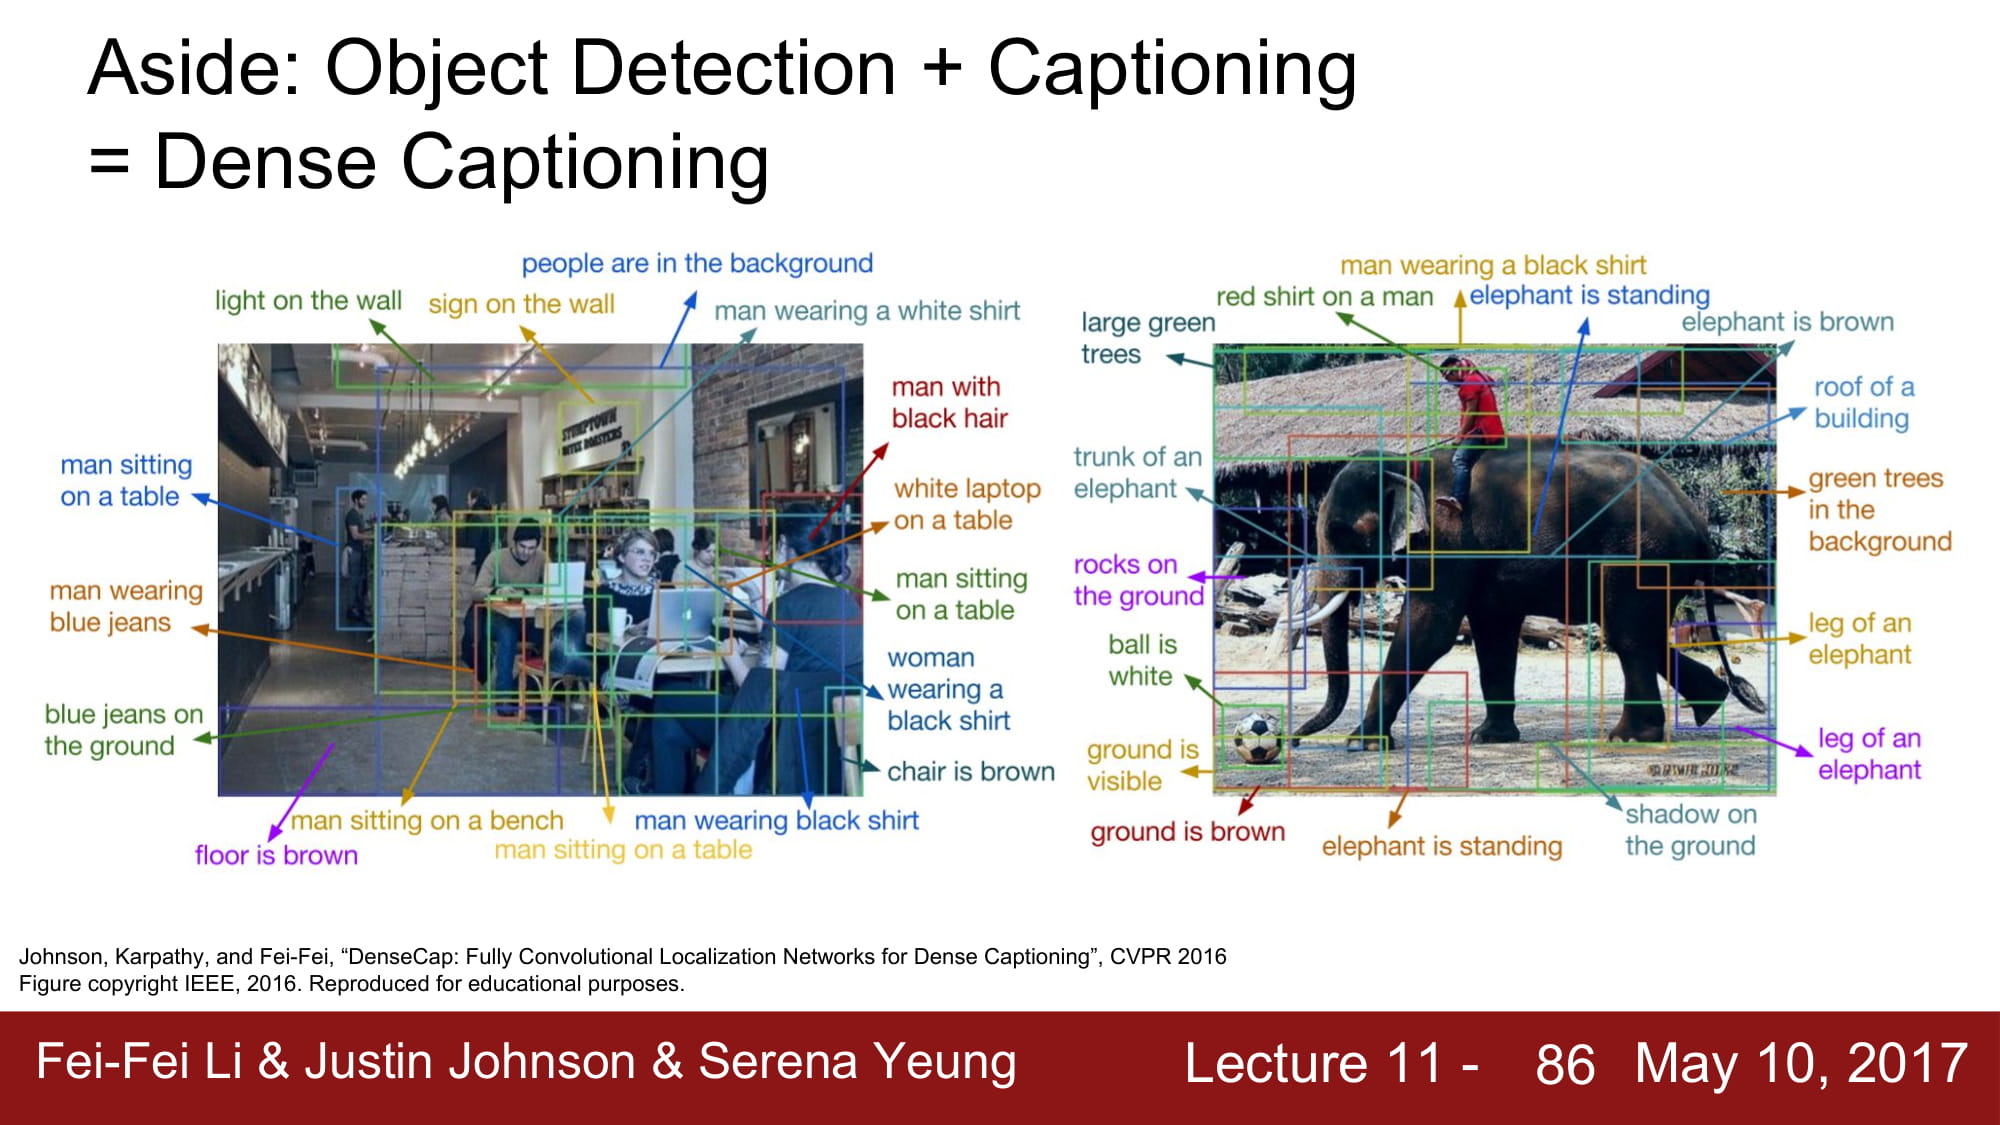 Aside: Object Detection + Captioning
= Dense Captioning
people are in the background
light on the wall
sign on the wall
man wearing a white shirt
man with
black hair
man sitting
on a table
white laptop
on a table
man wearing
blue jeans
man sitting
on a table
woman
wearing a
black shirt
blue jeans on
the ground
chair is brown
man sitting on a bench
man wearing black shirt
man sitting on a table
floor is brown
STUMPTOWN
COFFEE ROASTERS
man wearing a black shirt
red shirt on a man
elephant is standing
large green
trees
elephant is brown
roof of a
building
trunk of an
elephant
green trees
in the
background
rocks on
the ground
leg of an
elephant
ball is
white
ground is
visible
leg of an
elephant
ground is brown
elephant is standing
shadow on
the ground
Johnson, Karpathy, and Fei-Fei, “DenseCap: Fully Convolutional Localization Networks for Dense Captioning”, CVPR 2016
Figure copyright IEEE, 2016. Reproduced for educational purposes.
Fei-Fei Li & Justin Johnson & Serena Yeung
Lecture 11 - 86 May 10, 2017